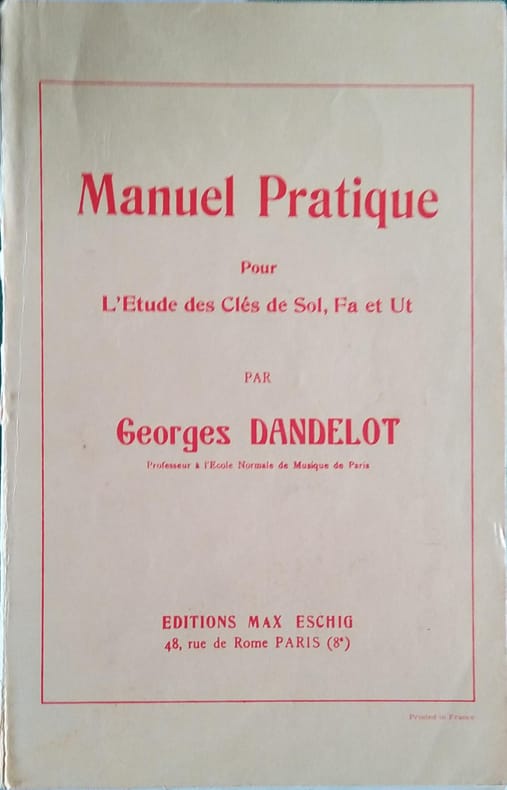 Manuel Pratique
Pour
L'Etude des Clés de Sol, Fa et Ut
PAR
Georges DANDELOT
Professeur à l'Ecole Normale de Musique de Paris
EDITIONS MAX ESCHIG
48, rue de Rome PARIS (8ᵉ)
Printed in France